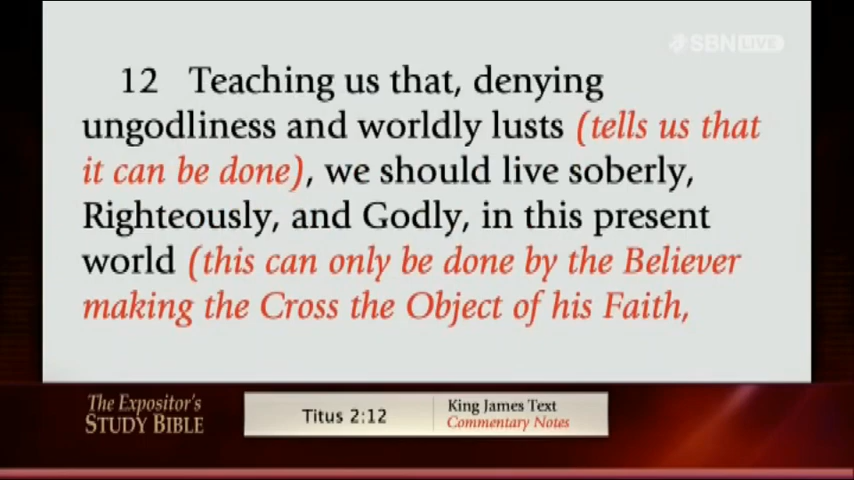 SBN LIVE
12 Teaching us that, denying
ungodliness and worldly lusts (tells us that
it can be done), we should live soberly,
Righteously, and Godly, in this present
world (this can only be done by the Believer
making the Cross the Object of his Faith,
The Expositor's
STUDY BIBLE
Titus 2:12
King James Text
Commentary Notes